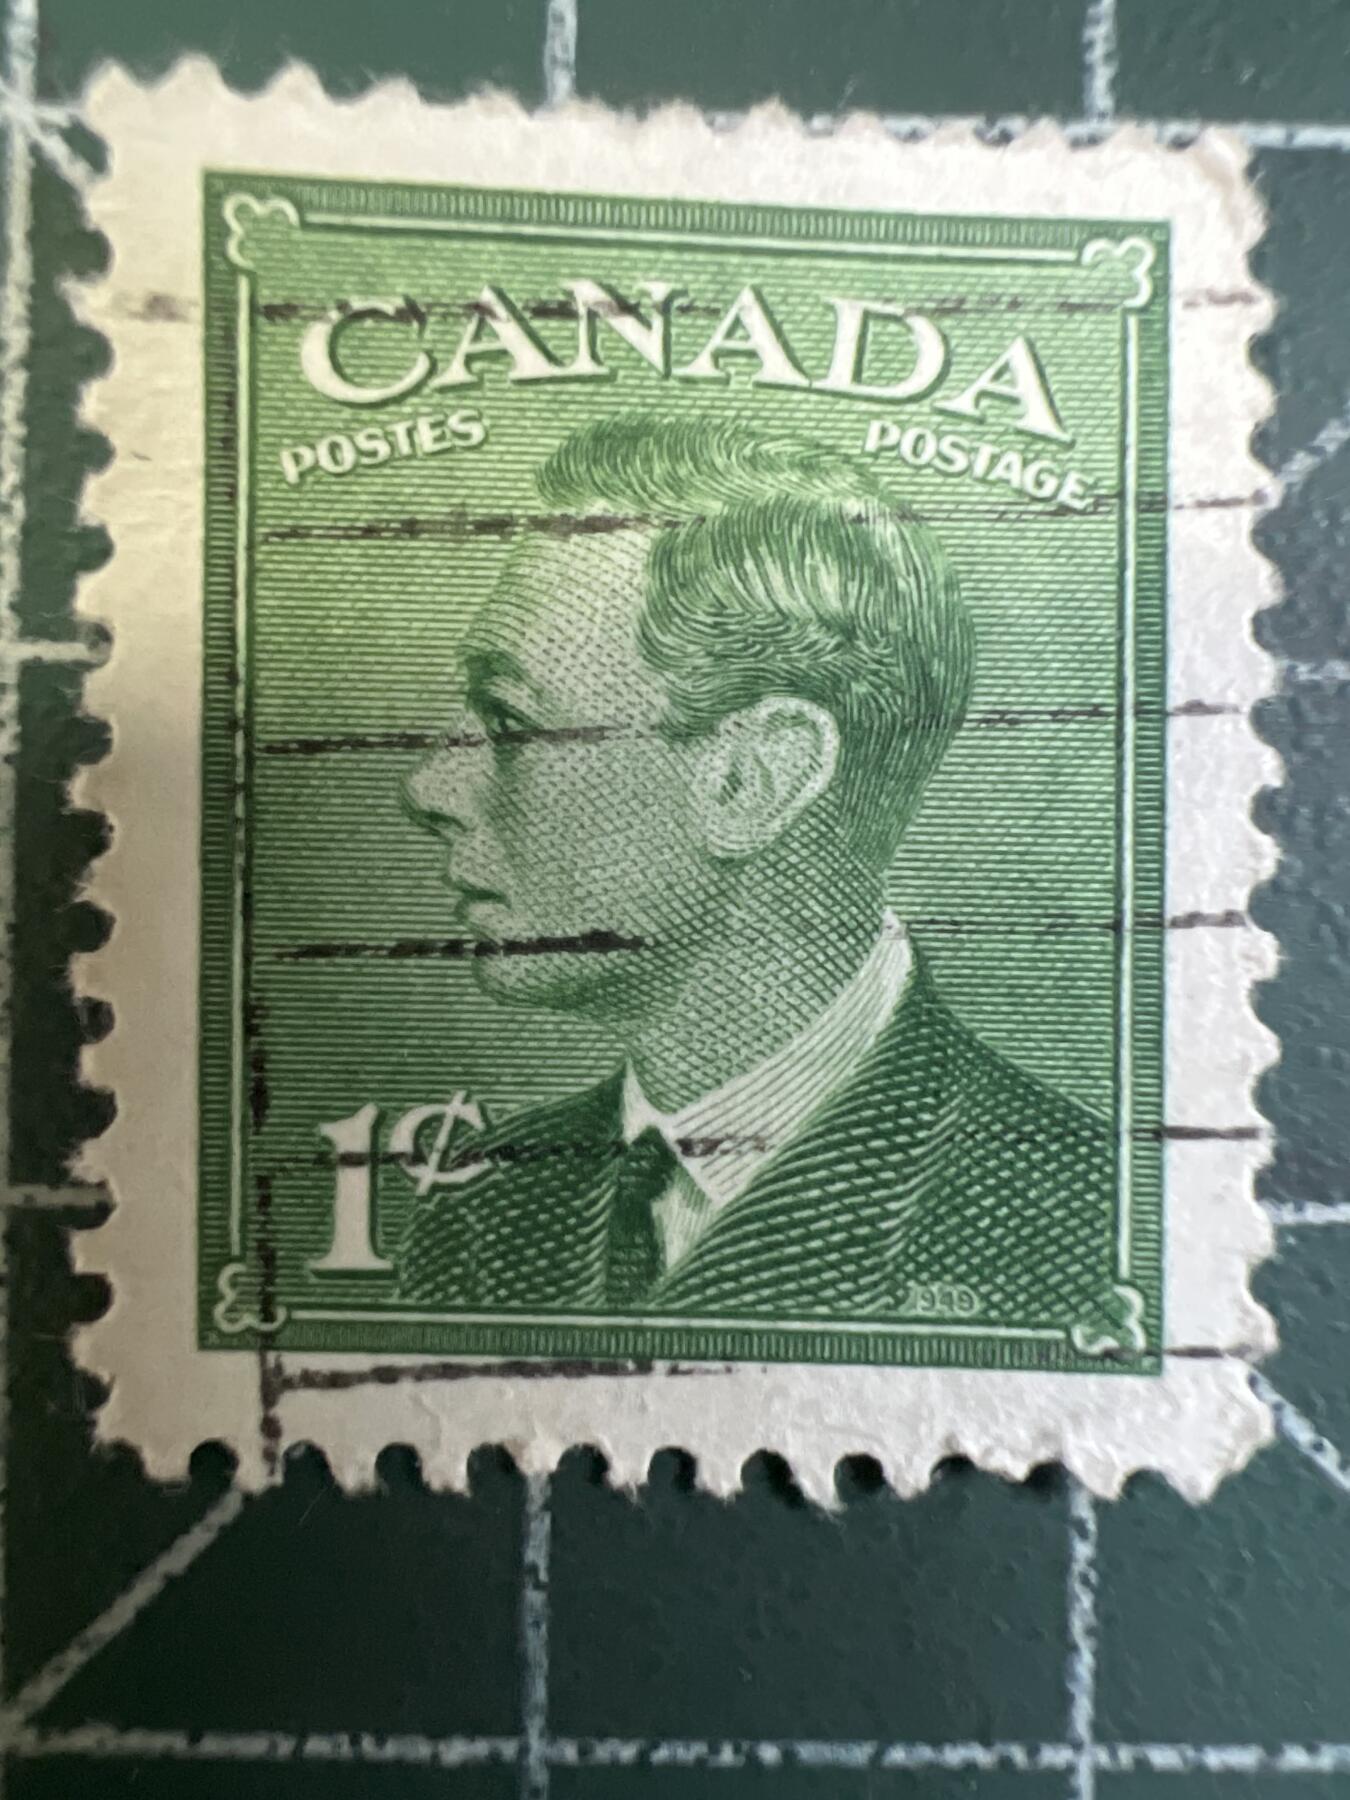 CANADA
POSTES POSTAGE
1¢
1949